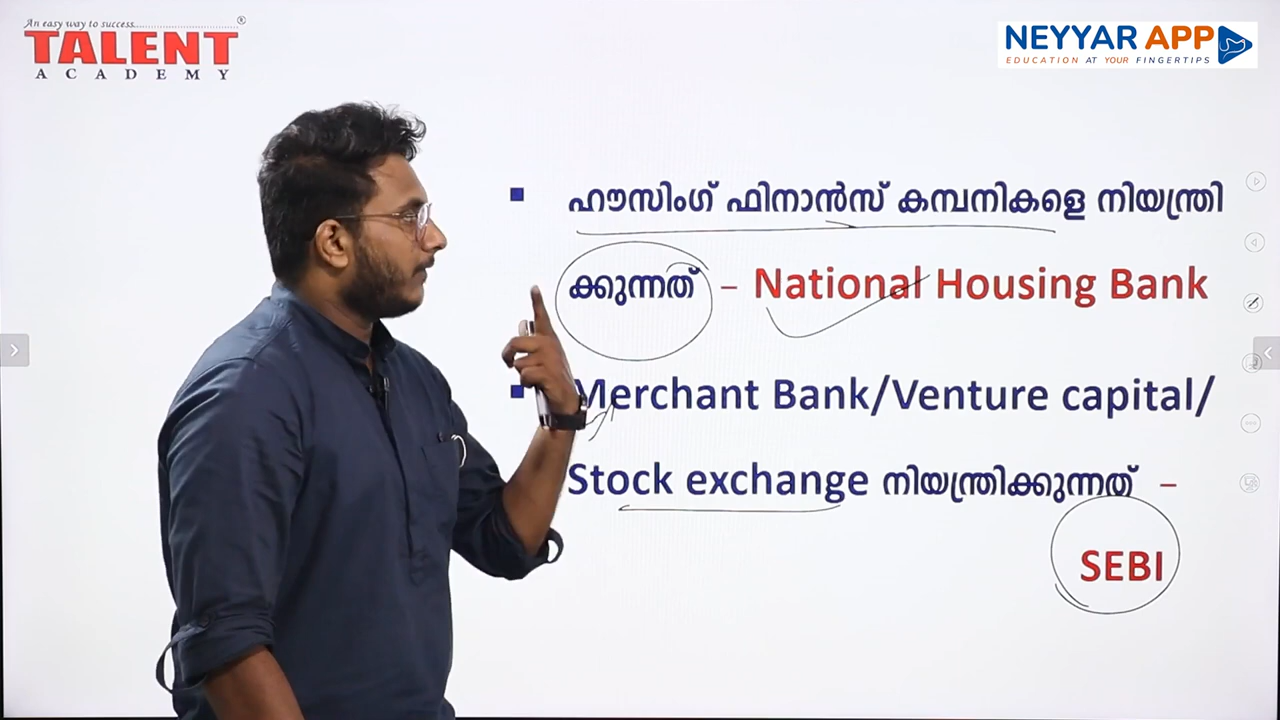 An easy way to success
TALENT
ACADEMY
NEYYAR APP
EDUCATION AT YOUR FINGERTIPS
ഹൗസിംഗ് ഫിനാൻസ് കമ്പനികളെ നിയന്ത്രി
ക്കുന്നത് – National Housing Bank
Merchant Bank/Venture capital/
Stock exchange നിയന്ത്രിക്കുന്നത് –
SEBI